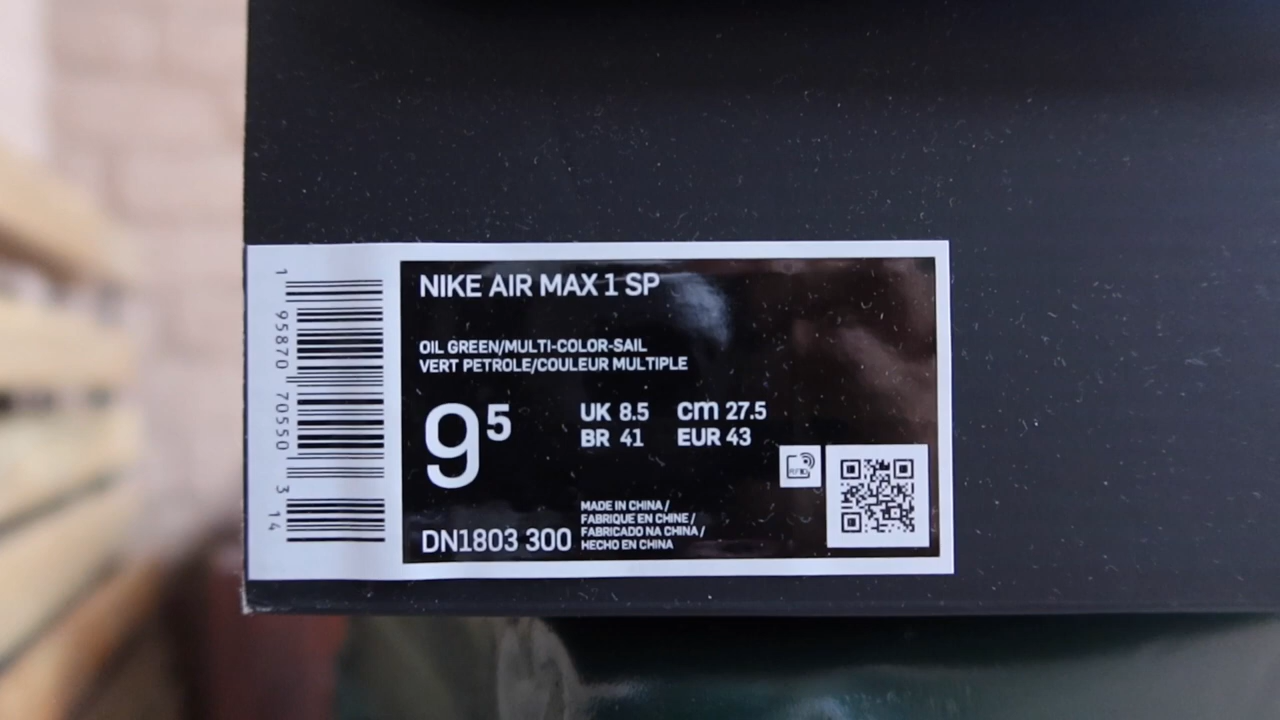 NIKE AIR MAX 1 SP
OIL GREEN/MULTI-COLOR-SAIL
VERT PETROLE/COULEUR MULTIPLE
9⁵
UK 8.5 cm 27.5
BR 41 EUR 43
MADE IN CHINA /
FABRIQUE EN CHINE /
FABRICADO NA CHINA /
HECHO EN CHINA
DN1803 300
RFID
1 95870 70550 3 14